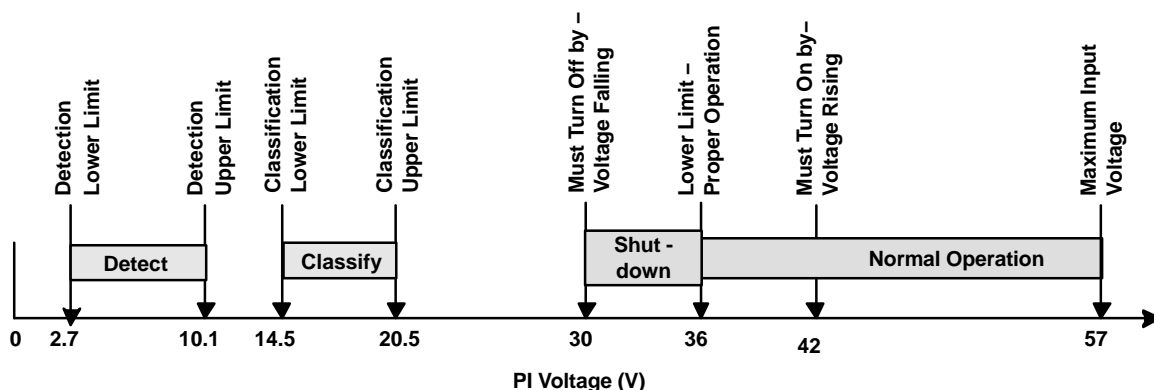 Detection
Lower Limit
Detection
Upper Limit
Classification
Lower Limit
Classification
Upper Limit
Must Turn Off by –
Voltage Falling
Lower Limit –
Proper Operation
Must Turn On by–
Voltage Rising
Maximum Input
Voltage
Detect
Classify
Shut -
down
Normal Operation
0
2.7
10.1
14.5
20.5
30
36
42
57
PI Voltage (V)